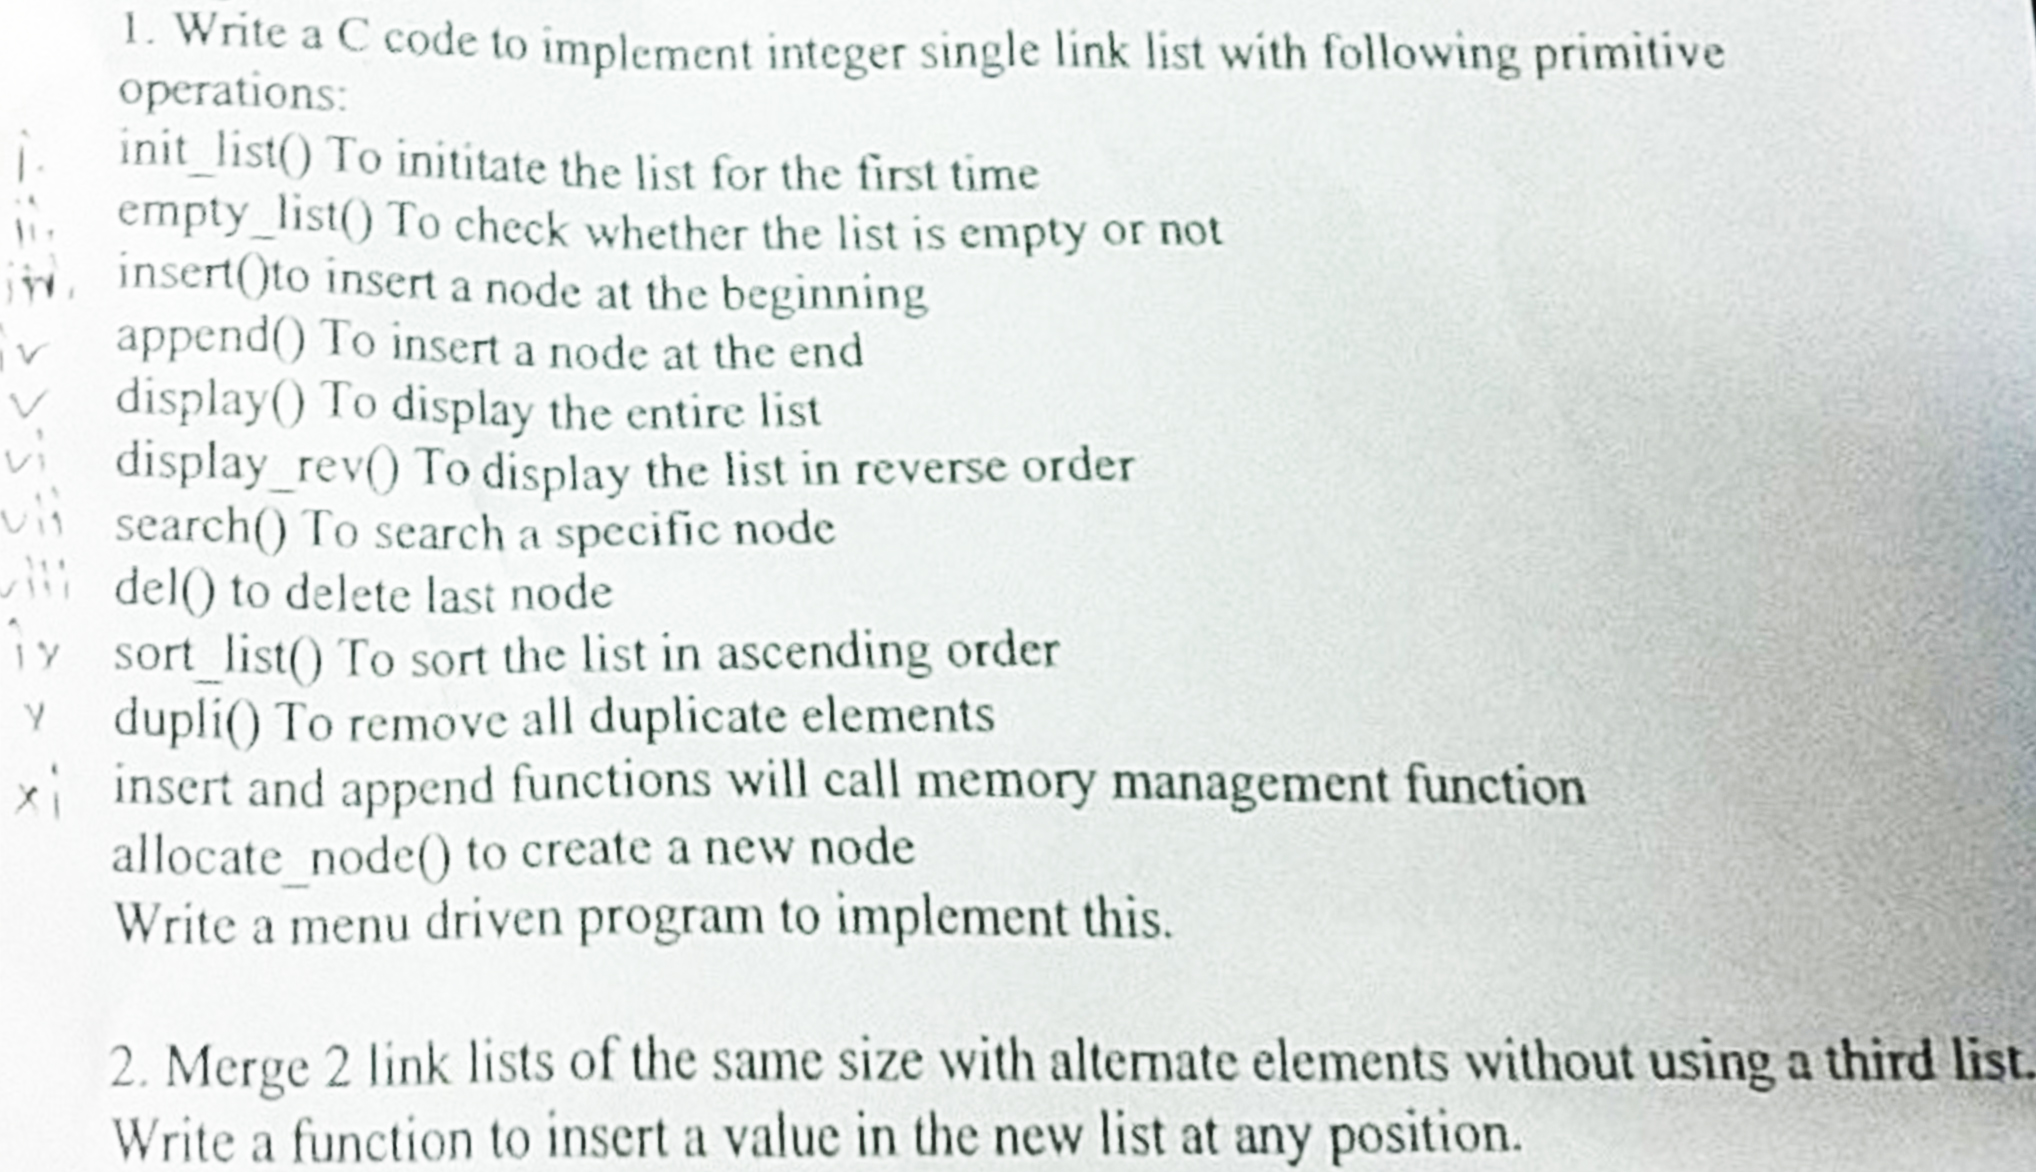 1. Write a C code to implement integer single link list with following primitive
operations:
i. init_list() To inititate the list for the first time
ii. empty_list() To check whether the list is empty or not
iii. insert()to insert a node at the beginning
iv append() To insert a node at the end
v display() To display the entire list
vi display_rev() To display the list in reverse order
vii search() To search a specific node
viii del() to delete last node
ix sort_list() To sort the list in ascending order
x dupli() To remove all duplicate elements
xi insert and append functions will call memory management function
allocate_node() to create a new node
Write a menu driven program to implement this.
2. Merge 2 link lists of the same size with alternate elements without using a third list.
Write a function to insert a value in the new list at any position.